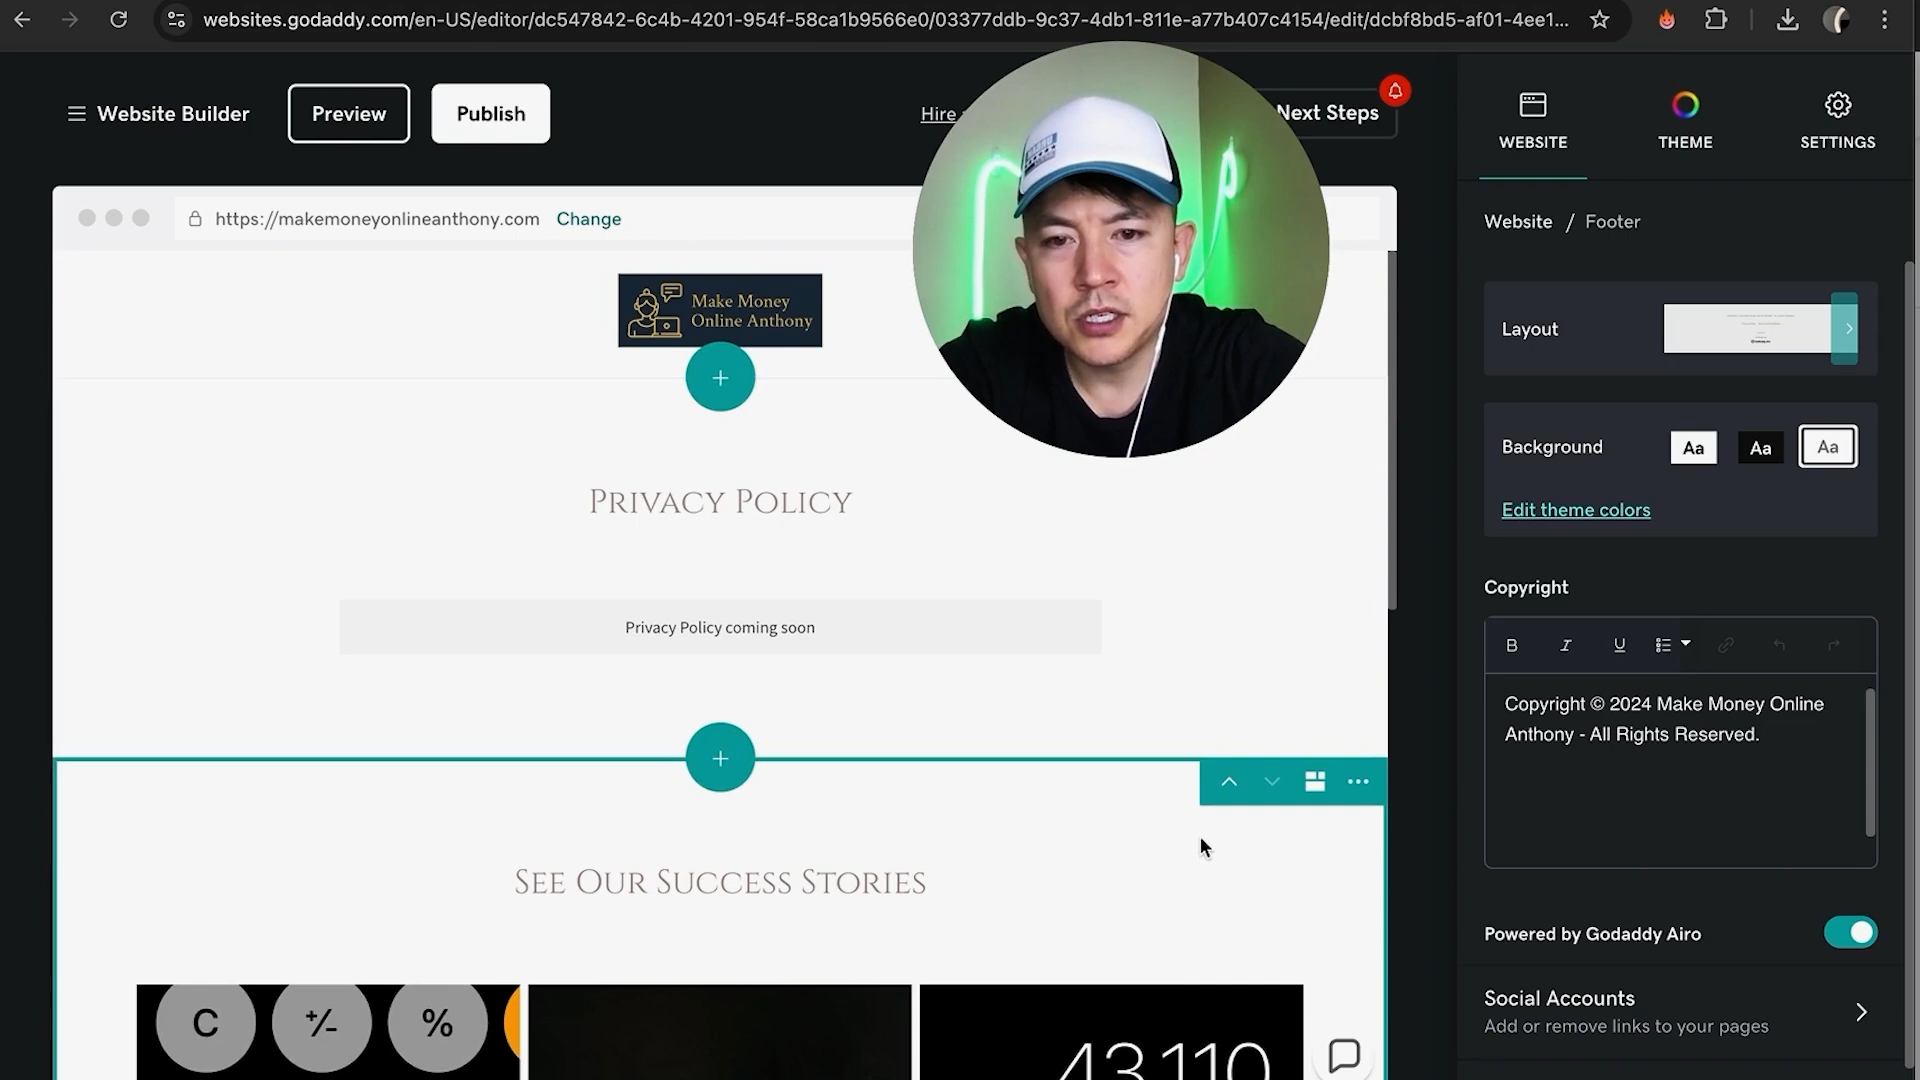 websites.godaddy.com/en-US/editor/dc547842-6c4b-4201-954f-58ca1b9566e0/03377ddb-9c37-4db1-811e-a77b407c4154/edit/dcbf8bd5-af01-4ee1...
Website Builder
Preview
Publish
Hire
Next Steps
WEBSITE
THEME
SETTINGS
https://makemoneyonlineanthony.com
Change
Website / Footer
Make Money
Online Anthony
Layout
Background
Aa
Aa
Aa
Edit theme colors
Privacy Policy
Privacy Policy coming soon
Copyright
B I U
Copyright © 2024 Make Money Online
Anthony - All Rights Reserved.
See Our Success Stories
Powered by Godaddy Airo
Social Accounts
Add or remove links to your pages
C
+/-
%
43,110